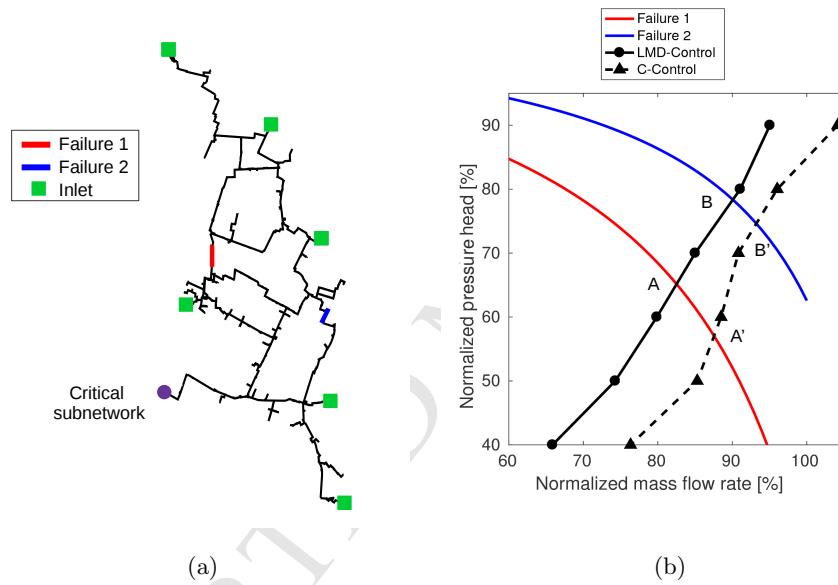 Failure 1
Failure 2
Inlet
Critical
subnetwork
(a)
Failure 1
Failure 2
LMD-Control
C-Control
Normalized pressure head [%]
90
80
70
60
50
40
B
B'
A
A'
60
70
80
90
100
Normalized mass flow rate [%]
(b)